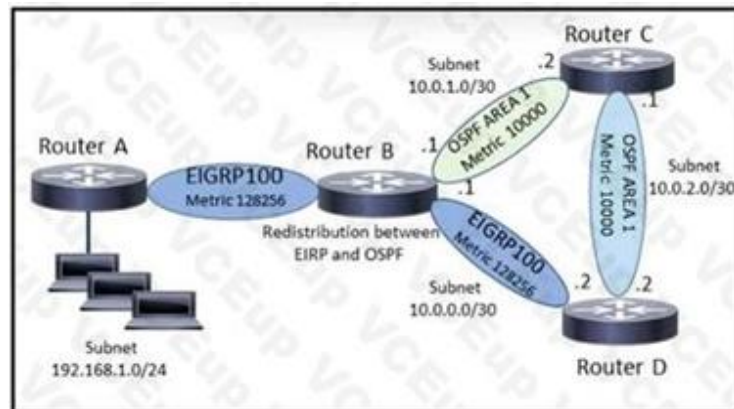 Router C
Subnet
10.0.1.0/30
.2
.1
OSPF AREA 1
Metric 10000
Router A
EIGRP100
Metric 128256
Router B
.1
.1
Redistribution between
EIRP and OSPF
OSPF AREA 1
Metric 10000
Subnet
10.0.2.0/30
EIGRP100
Metric 128256
Subnet
10.0.0.0/30
.2
.2
Router D
Subnet
192.168.1.0/24
VCEup